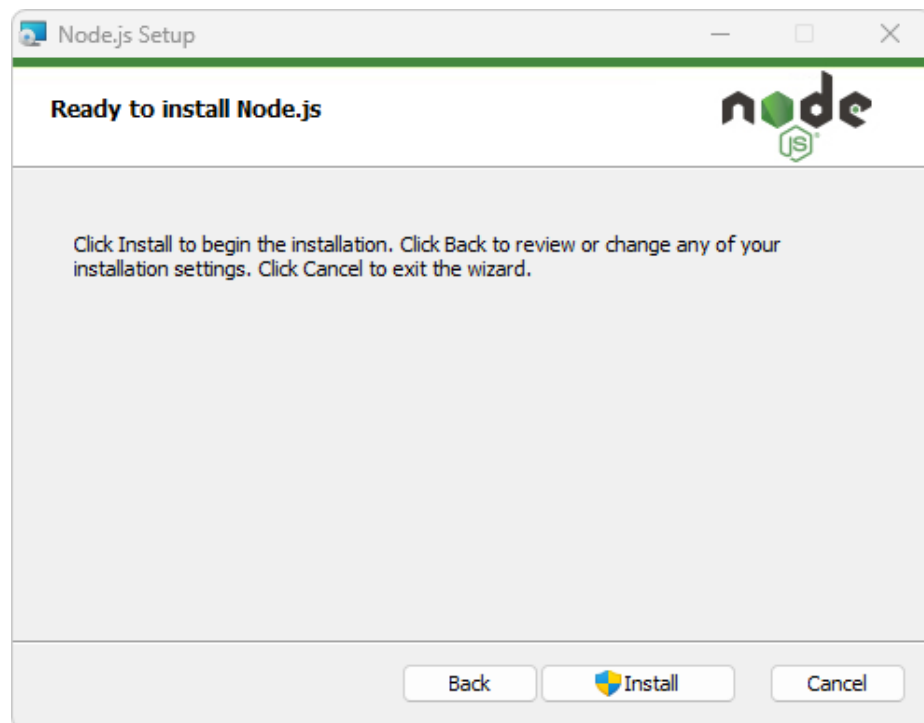 Node.js Setup
Ready to install Node.js
node
JS
Click Install to begin the installation. Click Back to review or change any of your
installation settings. Click Cancel to exit the wizard.
Back
Install
Cancel